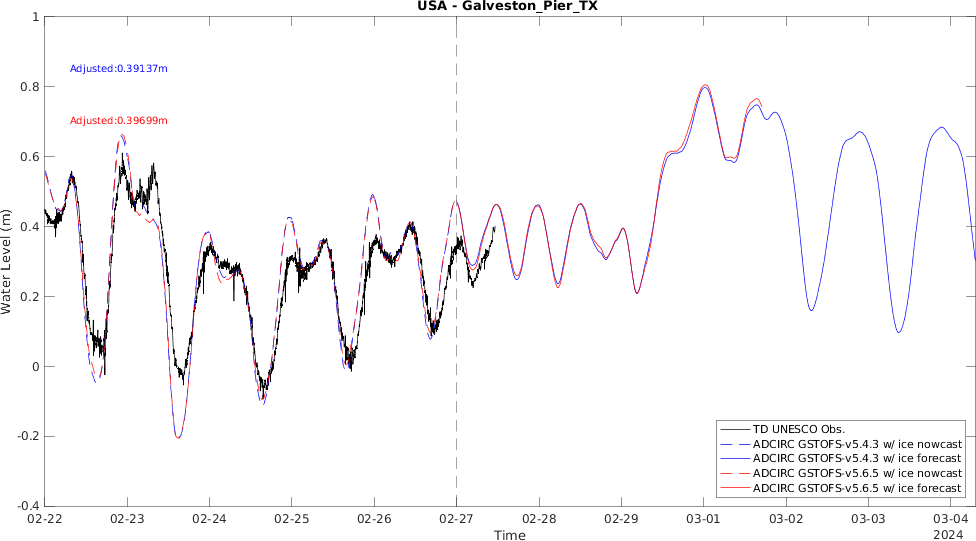 USA - Galveston_Pier_TX
Adjusted:0.39137m
Adjusted:0.39699m
Water Level (m)
1
0.8
0.6
0.4
0.2
0
-0.2
-0.4
TD UNESCO Obs.
ADCIRC GSTOFS-v5.4.3 w/ ice nowcast
ADCIRC GSTOFS-v5.4.3 w/ ice forecast
ADCIRC GSTOFS-v5.6.5 w/ ice nowcast
ADCIRC GSTOFS-v5.6.5 w/ ice forecast
02-22 02-23 02-24 02-25 02-26 02-27 02-28 02-29 03-01 03-02 03-03 03-04
Time
2024